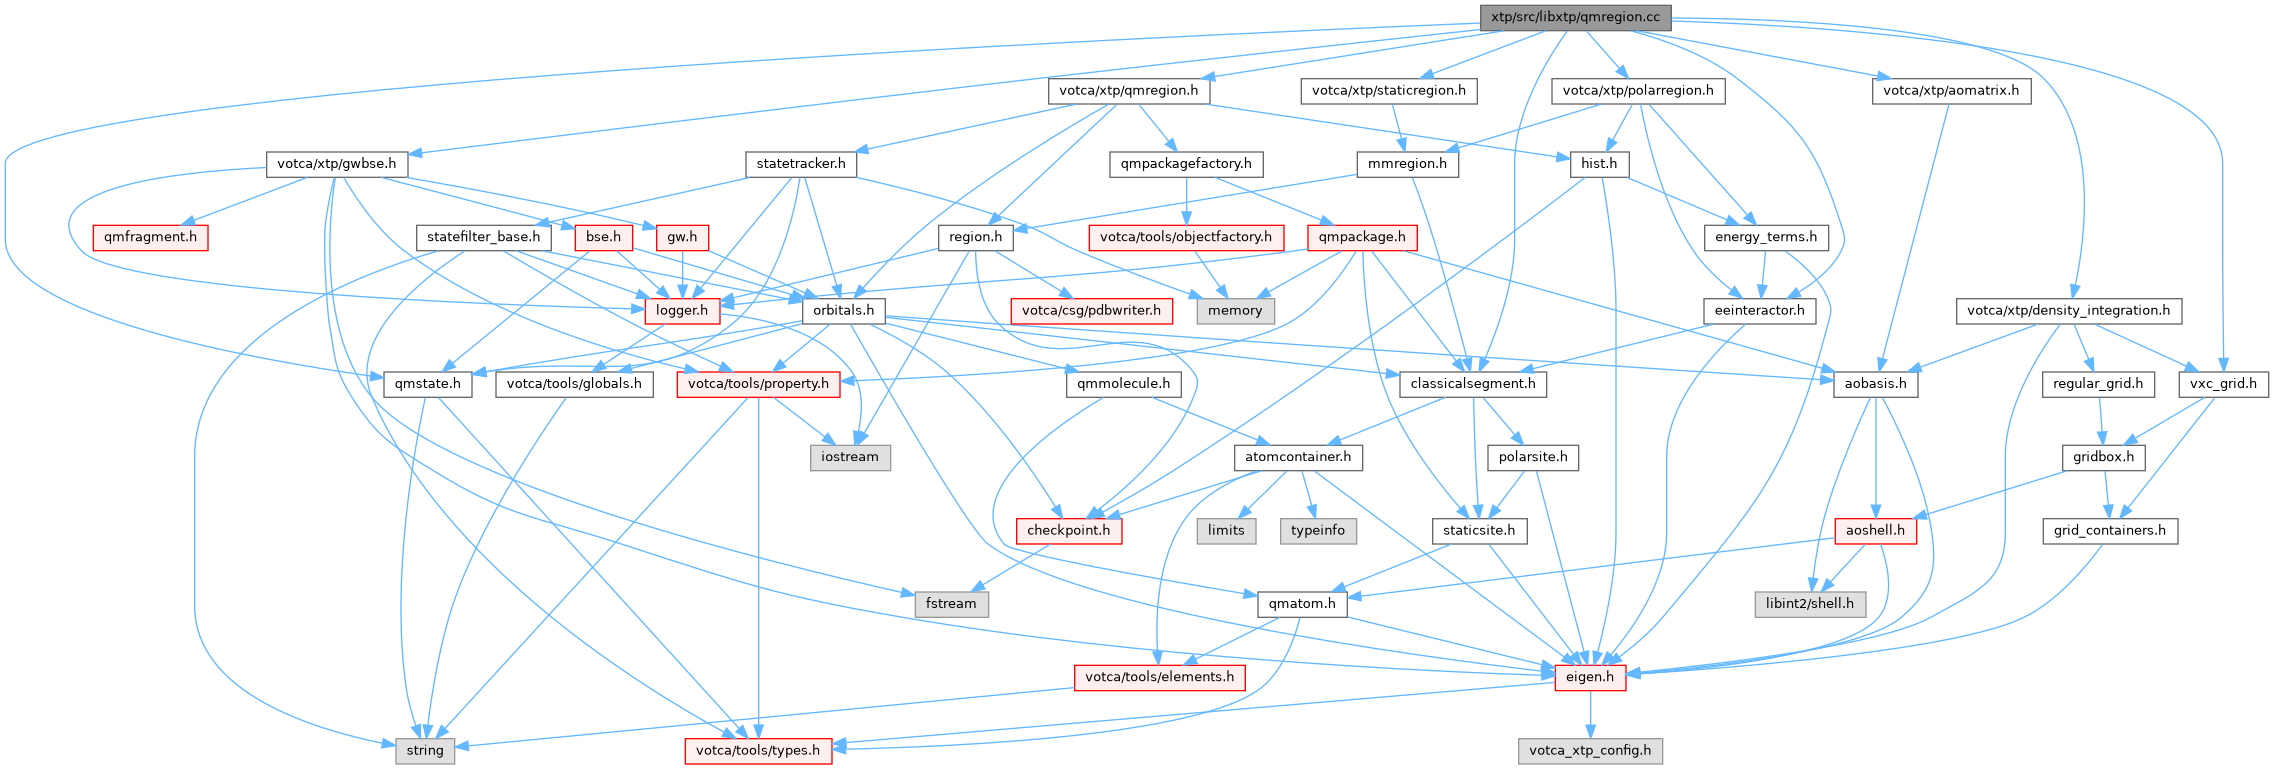 xtp/src/libxtp/qmregion.cc
votca/xtp/qmregion.h
votca/xtp/staticregion.h
votca/xtp/polarregion.h
votca/xtp/aomatrix.h
votca/xtp/gwbse.h
statetracker.h
qmpackagefactory.h
mmregion.h
hist.h
qmfragment.h
statefilter_base.h
bse.h
gw.h
region.h
votca/tools/objectfactory.h
qmpackage.h
energy_terms.h
logger.h
orbitals.h
votca/csg/pdbwriter.h
memory
eeinteractor.h
votca/xtp/density_integration.h
qmstate.h
votca/tools/globals.h
votca/tools/property.h
qmmolecule.h
classicalsegment.h
aobasis.h
regular_grid.h
vxc_grid.h
iostream
atomcontainer.h
polarsite.h
gridbox.h
checkpoint.h
limits
typeinfo
staticsite.h
aoshell.h
grid_containers.h
fstream
qmatom.h
libint2/shell.h
votca/tools/elements.h
eigen.h
string
votca/tools/types.h
votca_xtp_config.h